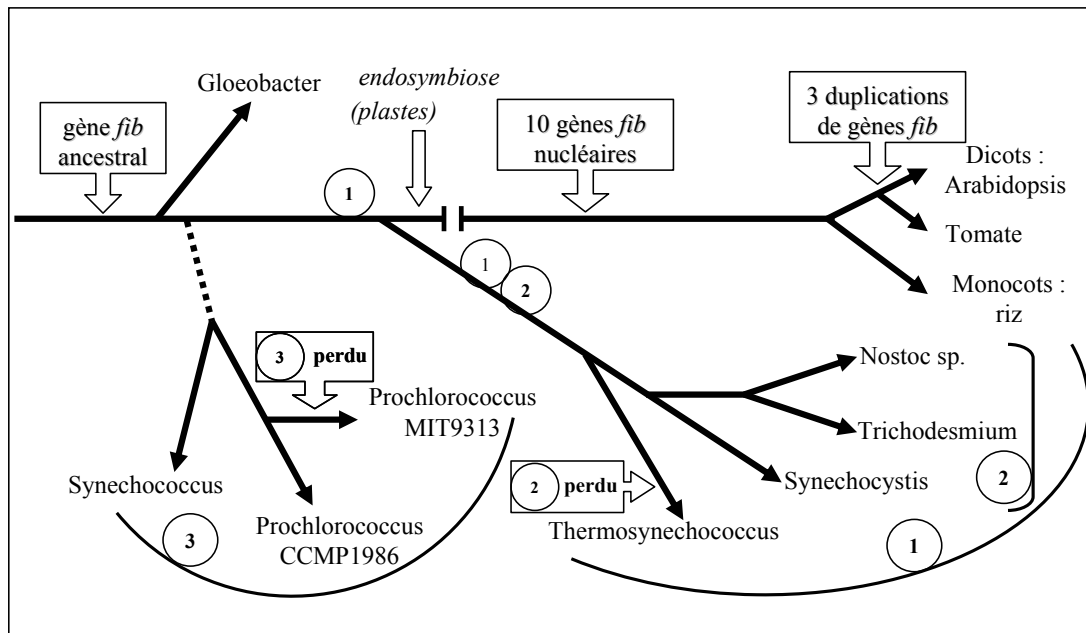 Gloeobacter
endosymbiose
(plastes)
gène fib
ancestral
10 gènes fib
nucléaires
3 duplications
de gènes fib
Dicots :
Arabidopsis
Tomate
Monocots :
riz
1
1
2
3 perdu
Prochlorococcus
MIT9313
Synechococcus
Prochlorococcus
CCMP1986
3
Nostoc sp.
Trichodesmium
Synechocystis
2
2 perdu
Thermosynechococcus
1